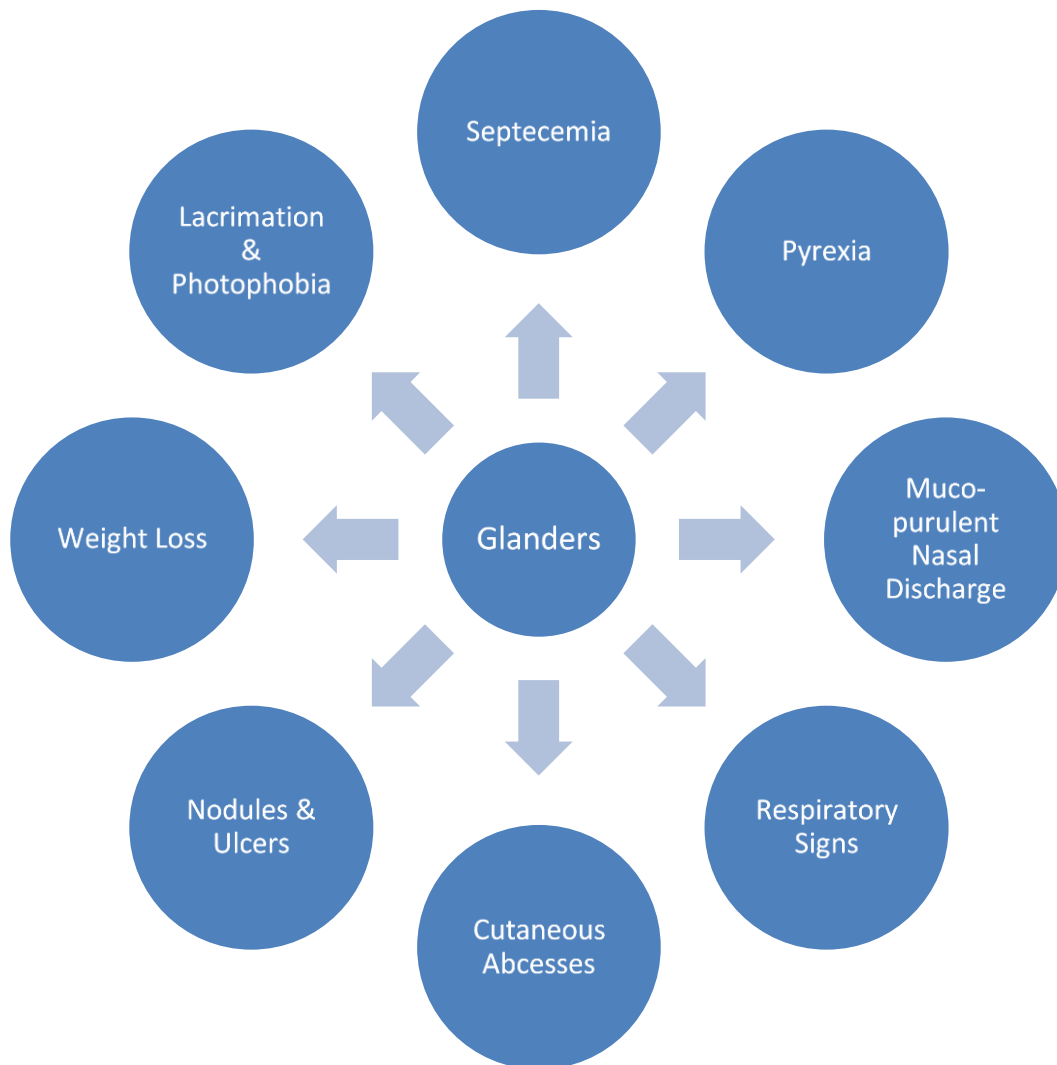 Septecemia
Pyrexia
Muco-
purulent
Nasal
Discharge
Respiratory
Signs
Cutaneous
Abcesses
Nodules &
Ulcers
Weight Loss
Lacrimation
&
Photophobia
Glanders